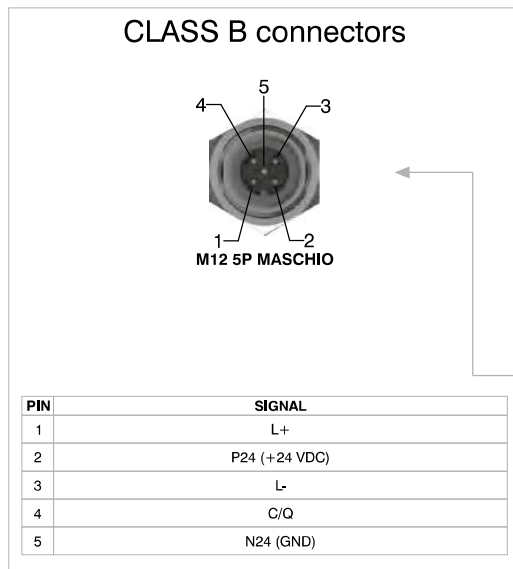 CLASS B connectors
5
4 3
1 2
M12 5P MASCHIO
PIN SIGNAL
1 L+
2 P24 (+24 VDC)
3 L-
4 C/Q
5 N24 (GND)